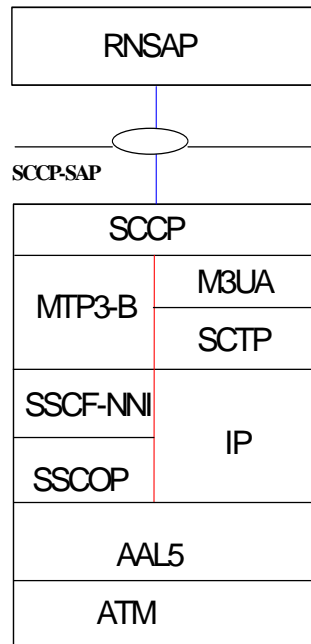 RNSAP
SCCP-SAP
SCCP
MTP3-B
M3UA
SCTP
SSCF-NNI
IP
SSCOP
AAL5
ATM